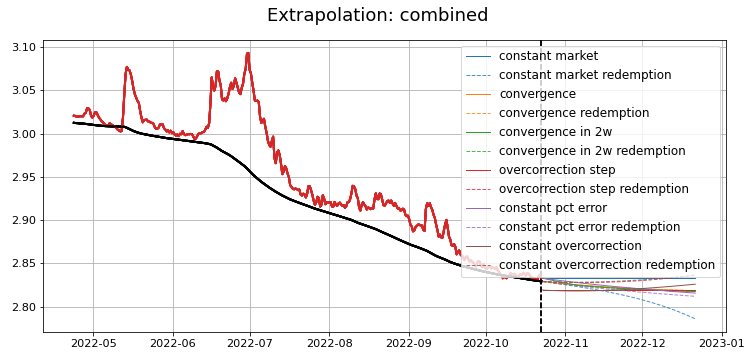 Extrapolation: combined
3.10
3.05
3.00
2.95
2.90
2.85
2.80
constant market
constant market redemption
convergence
convergence redemption
convergence in 2w
convergence in 2w redemption
overcorrection step
overcorrection step redemption
constant pct error
constant pct error redemption
constant overcorrection
constant overcorrection redemption
2022-05 2022-06 2022-07 2022-08 2022-09 2022-10 2022-11 2022-12 2023-01